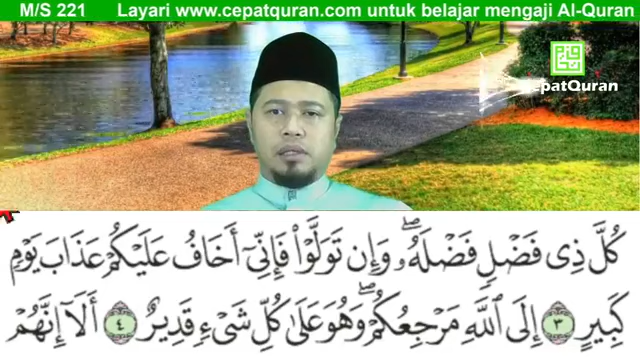 M/S 221 Layari www.cepatquran.com untuk belajar mengaji Al-Quran
CepatQuran
كُلَّ ذِى فَضْلٍ فَضْلَهُۥۖ وَإِن تَوَلَّوْا۟ فَإِنِّىٓ أَخَافُ عَلَيْكُمْ عَذَابَ يَوْمٍ
كَبِيرٍ ٣ إِلَى ٱللَّهِ مَرْجِعُكُمْۖ وَهُوَ عَلَىٰ كُلِّ شَىْءٍ قَدِيرٌ ٤ أَلَآ إِنَّهُمْ